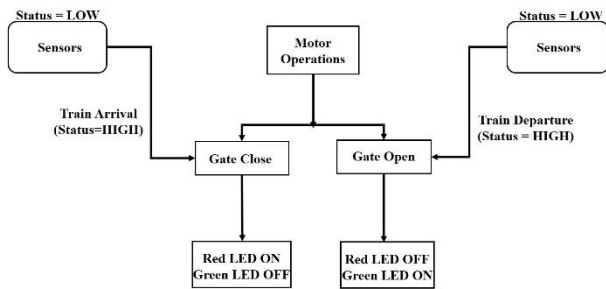 Status = LOW
Sensors
Motor
Operations
Status = LOW
Sensors
Train Arrival
(Status=HIGH)
Train Departure
(Status = HIGH)
Gate Close
Gate Open
Red LED ON
Green LED OFF
Red LED OFF
Green LED ON